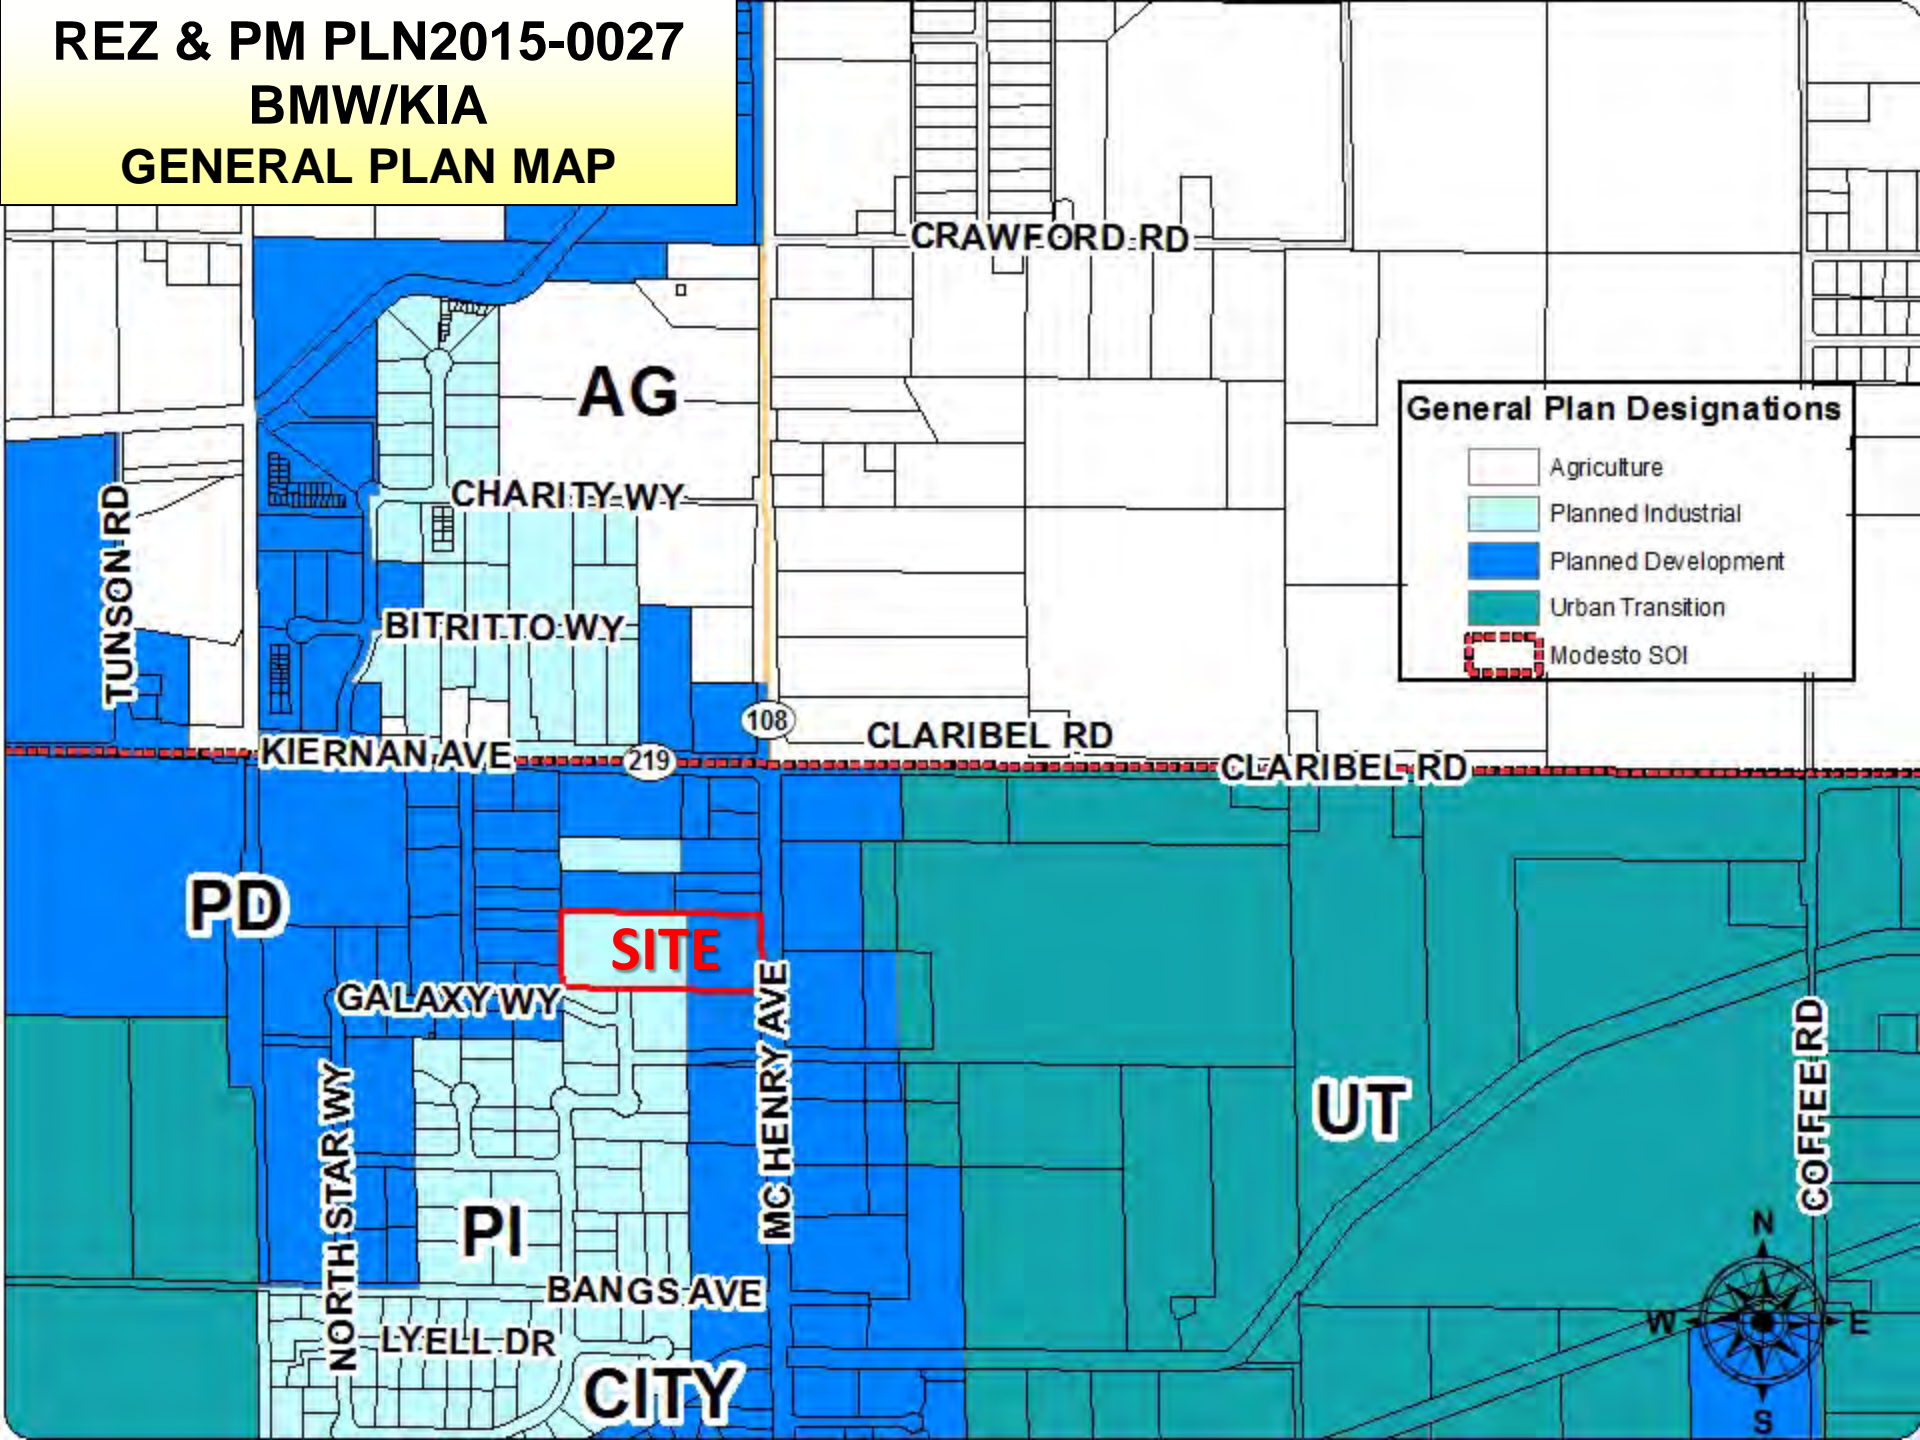 REZ & PM PLN2015-0027
BMW/KIA
GENERAL PLAN MAP
CRAWFORD RD
AG
General Plan Designations
Agriculture
Planned Industrial
Planned Development
Urban Transition
Modesto SOI
CHARITY WY
TUNSON RD
BITRITTO WY
108
CLARIBEL RD
KIERNAN AVE
219
CLARIBEL RD
PD
SITE
GALAXY WY
MC HENRY AVE
COFFEE RD
UT
NORTH STAR WY
PI
BANGS AVE
LYELL DR
CITY
N
W
E
S